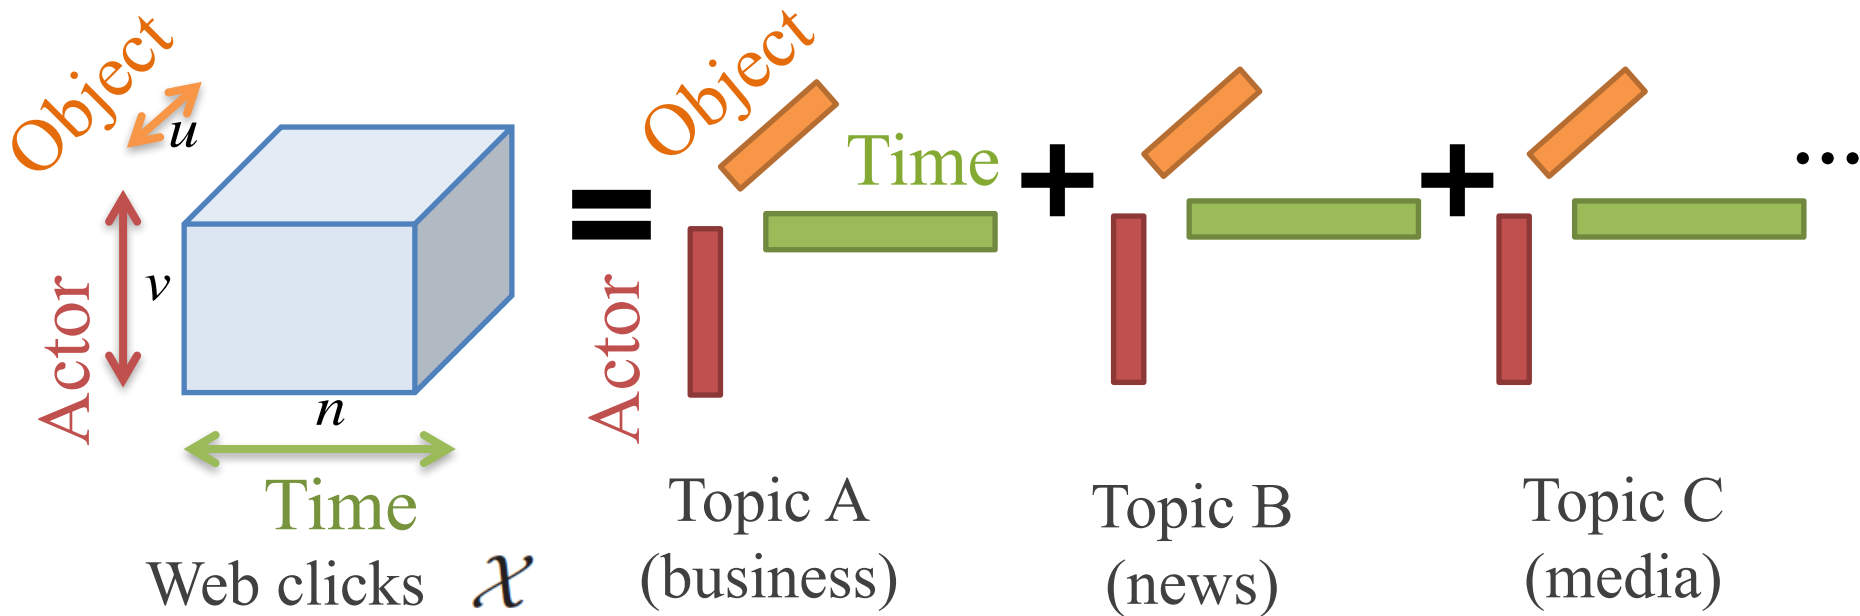 Object
u
Actor
v
n
Time
Web clicks 𝒳
=
Object
Time
Actor
Topic A
(business)
+
Topic B
(news)
+
Topic C
(media)
...